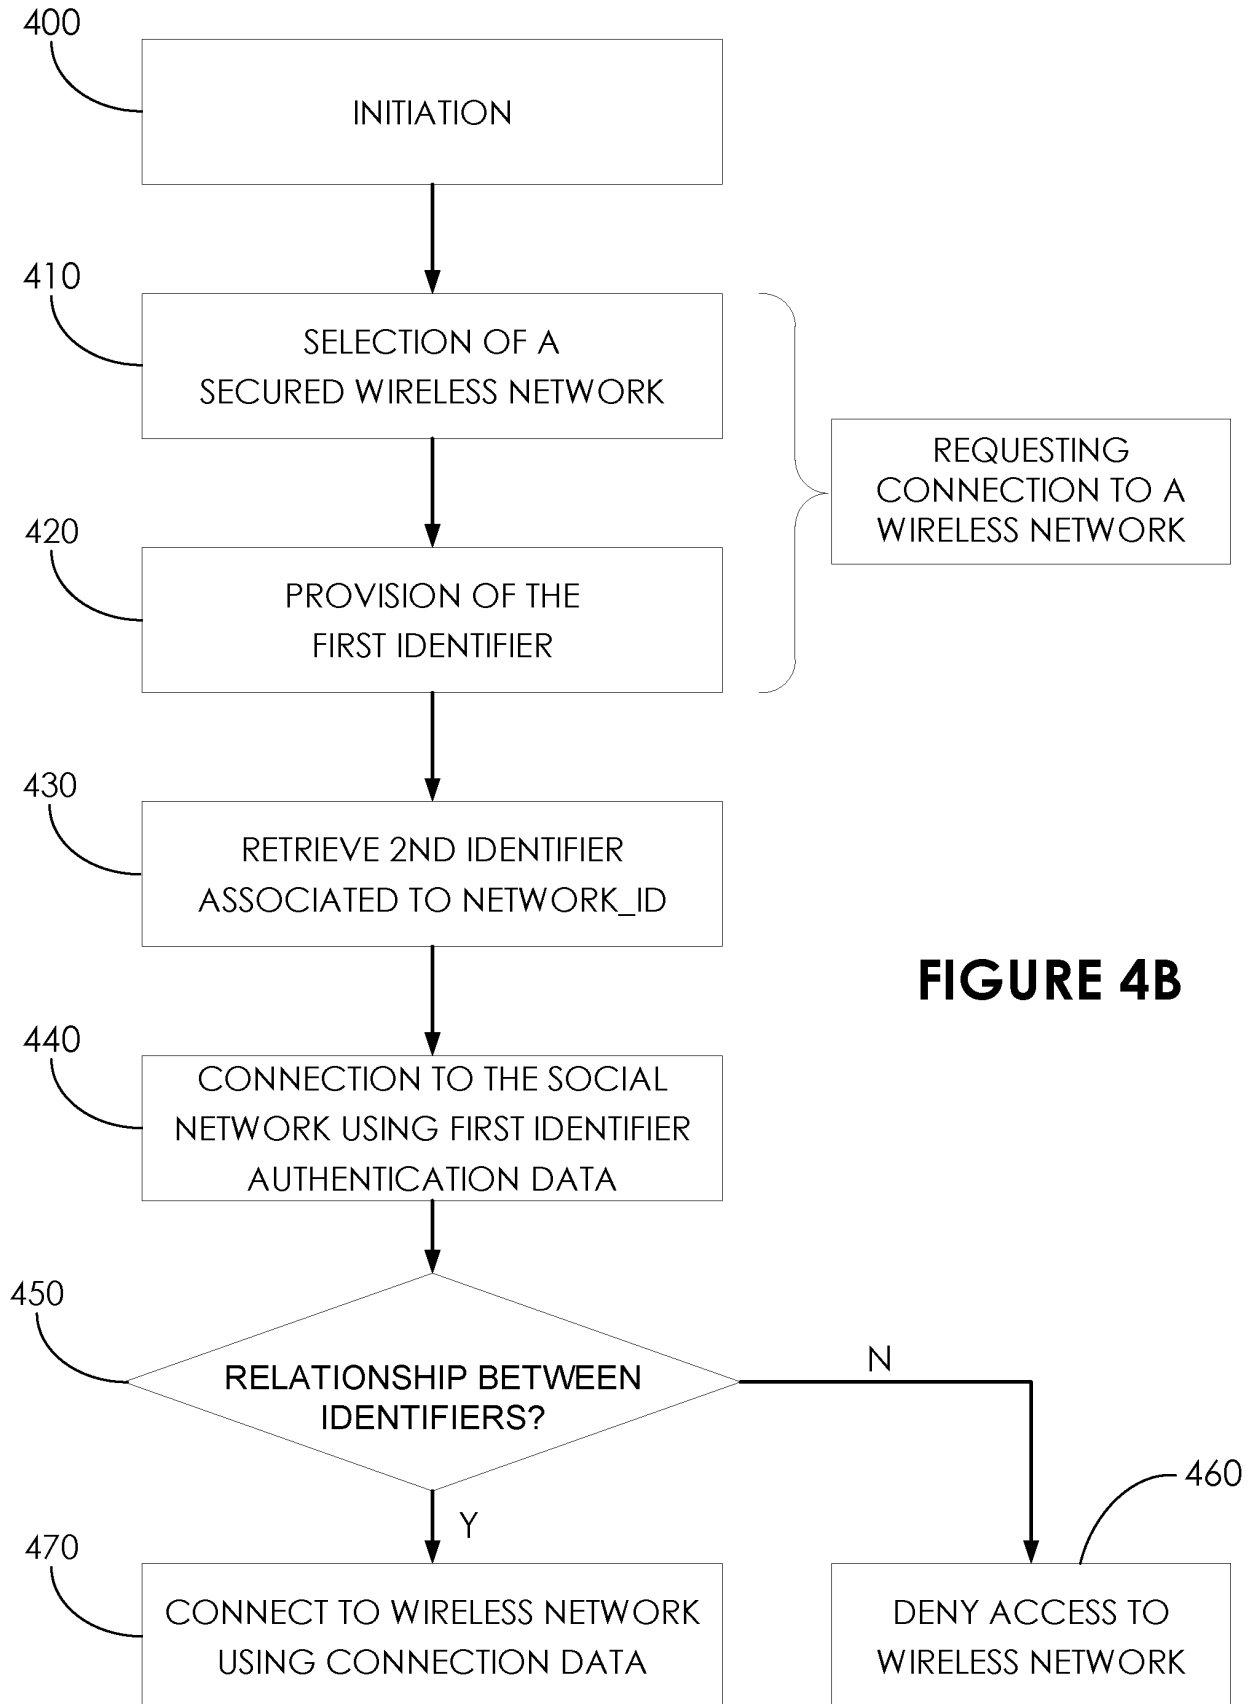 400
INITIATION
410
SELECTION OF A
SECURED WIRELESS NETWORK
REQUESTING
CONNECTION TO A
WIRELESS NETWORK
420
PROVISION OF THE
FIRST IDENTIFIER
430
RETRIEVE 2ND IDENTIFIER
ASSOCIATED TO NETWORK_ID
FIGURE 4B
440
CONNECTION TO THE SOCIAL
NETWORK USING FIRST IDENTIFIER
AUTHENTICATION DATA
450
RELATIONSHIP BETWEEN
IDENTIFIERS?
N
Y
460
470
CONNECT TO WIRELESS NETWORK
USING CONNECTION DATA
DENY ACCESS TO
WIRELESS NETWORK